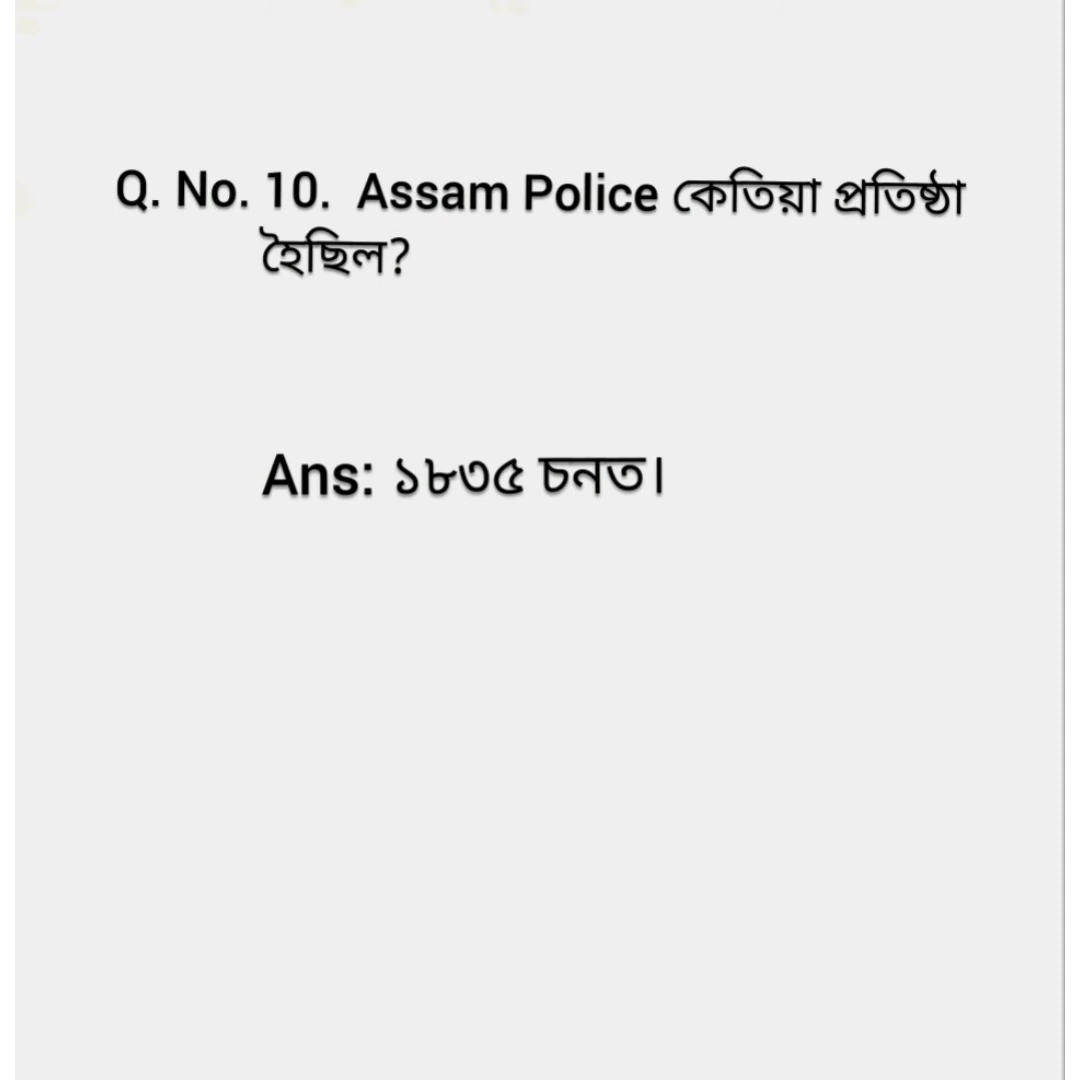 Q. No. 10. Assam Police কেতিয়া প্ৰতিষ্ঠা
হৈছিল?
Ans: ১৮৩৫ চনত।